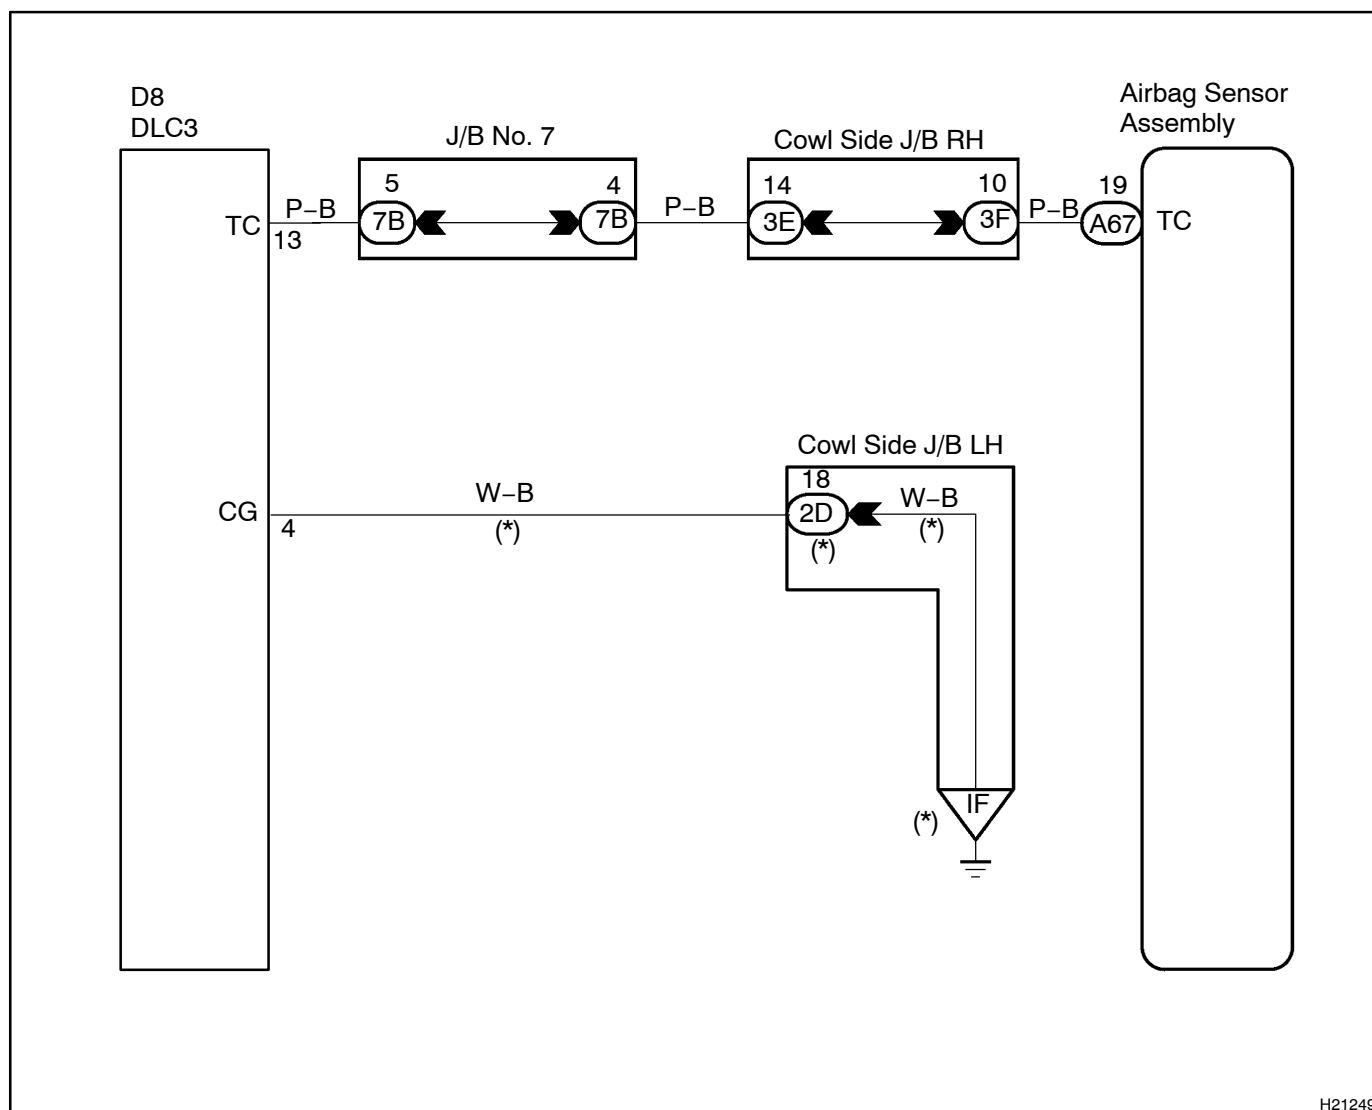 D8
DLC3
J/B No. 7
Cowl Side J/B RH
Airbag Sensor
Assembly
TC
P–B
13
5
7B
4
7B
P–B
14
3E
10
3F
P–B
19
A67
TC
Cowl Side J/B LH
CG
4
W–B
(*)
18
2D
(*)
W–B
(*)
IF
(*)
H21249